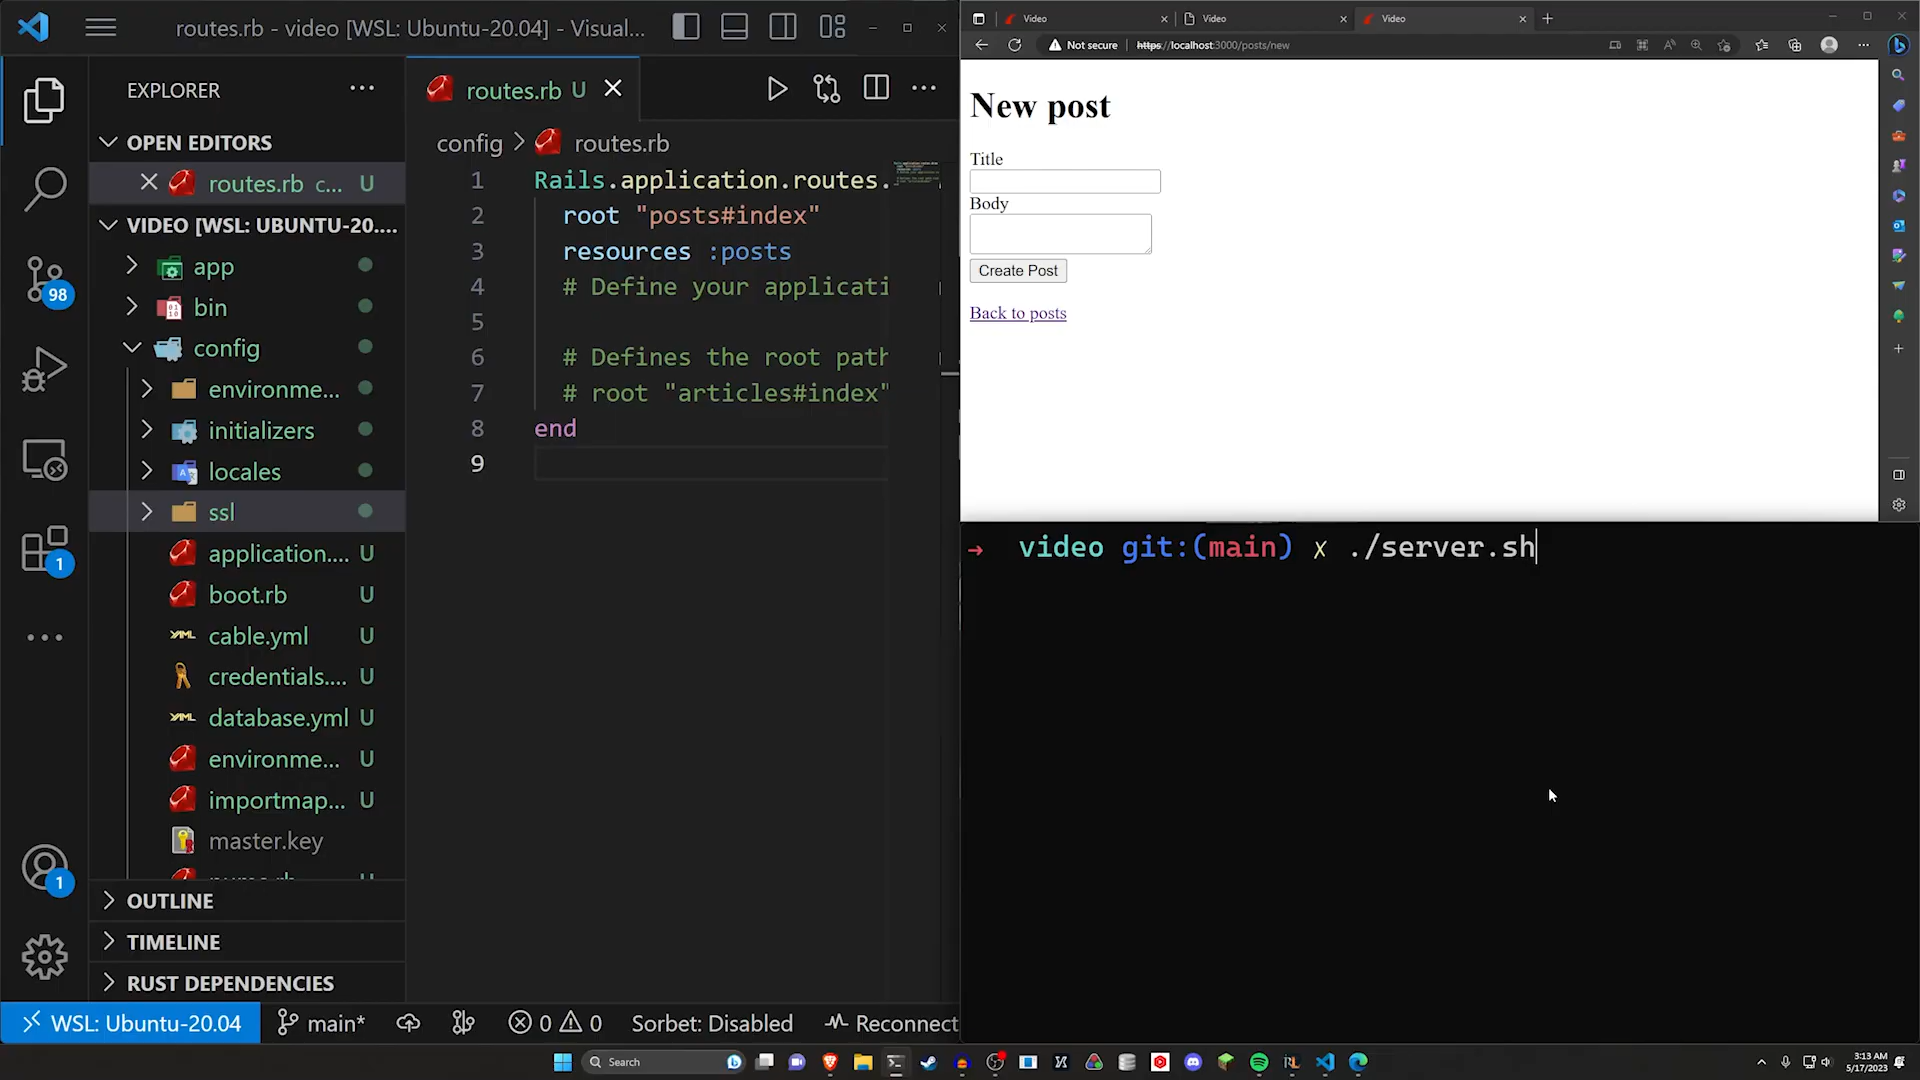 routes.rb - video [WSL: Ubuntu-20.04] - Visual...
EXPLORER
OPEN EDITORS
routes.rb c... U
VIDEO [WSL: UBUNTU-20....
app
bin
config
environme...
initializers
locales
ssl
application.... U
boot.rb U
cable.yml U
credentials.... U
database.yml U
environme... U
importmap... U
master.key
OUTLINE
TIMELINE
RUST DEPENDENCIES
98
1
1
routes.rb U
config > routes.rb
1 Rails.application.routes.
2 root "posts#index"
3 resources :posts
4 # Define your applicati
5
6 # Defines the root path
7 # root "articles#index"
8 end
9
WSL: Ubuntu-20.04 main* 0 0 Sorbet: Disabled Reconnect
Video Video Video
Not secure https://localhost:3000/posts/new
New post
Title
Body
Create Post
Back to posts
→ video git:(main) x ./server.sh
Search
3:13 AM
5/17/2023